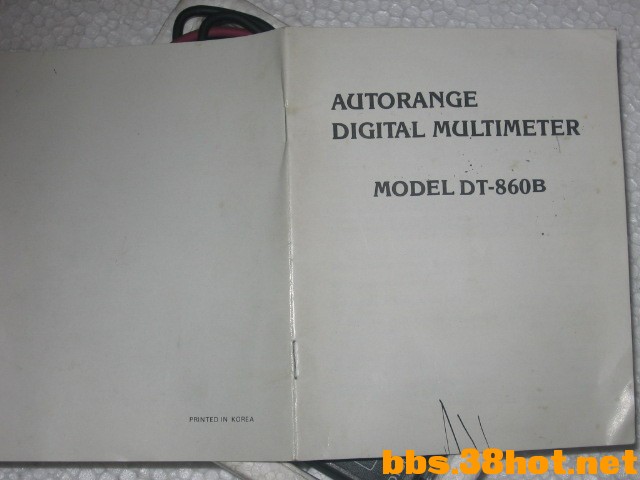 AUTORANGE
DIGITAL MULTIMETER
MODEL DT-860B
PRINTED IN KOREA
bbs.38hot.net